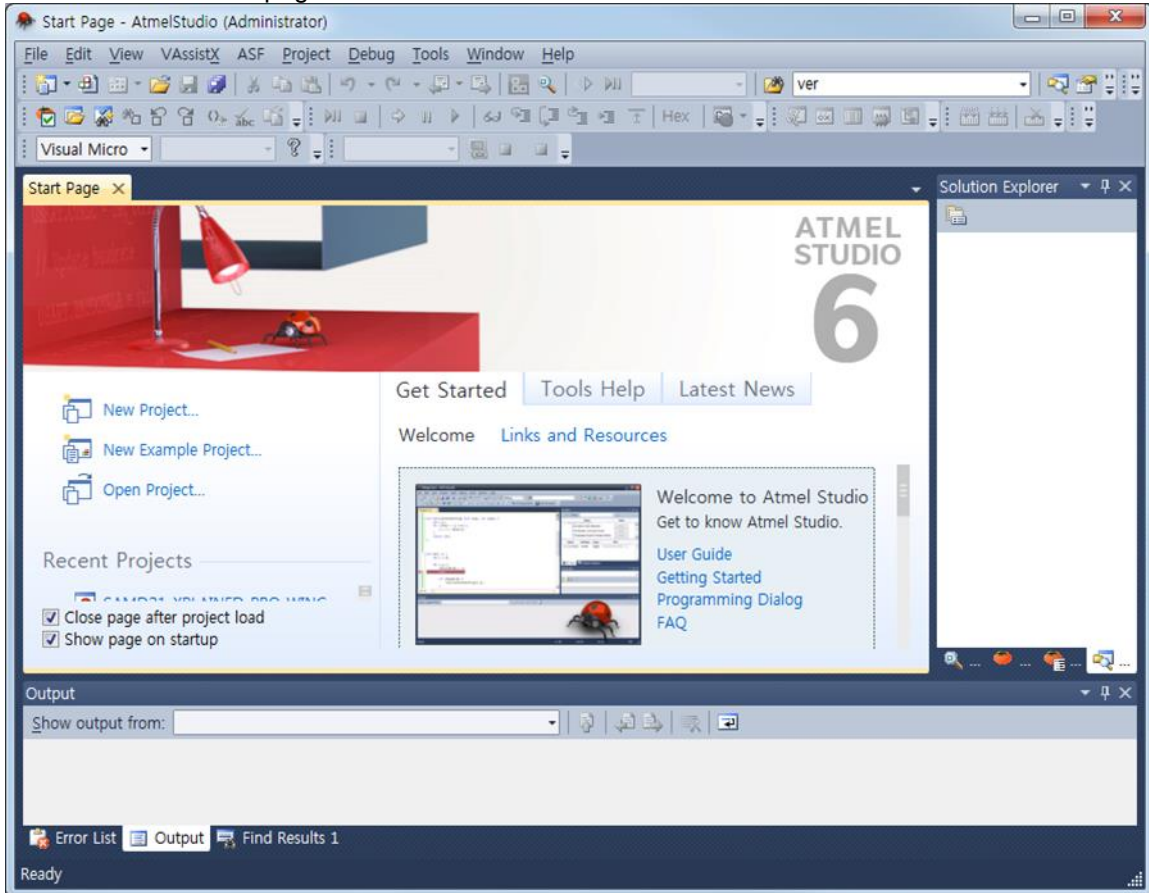 Start Page - AtmelStudio (Administrator)
File Edit View VAssistX ASF Project Debug Tools Window Help
ver
Hex
Visual Micro
Start Page
Solution Explorer
ATMEL
STUDIO
6
Get Started Tools Help Latest News
New Project...
Welcome Links and Resources
New Example Project...
Open Project...
Welcome to Atmel Studio
Get to know Atmel Studio.
User Guide
Getting Started
Programming Dialog
FAQ
Recent Projects
Close page after project load
Show page on startup
... ... ... ...
Output
Show output from:
Error List Output Find Results 1
Ready